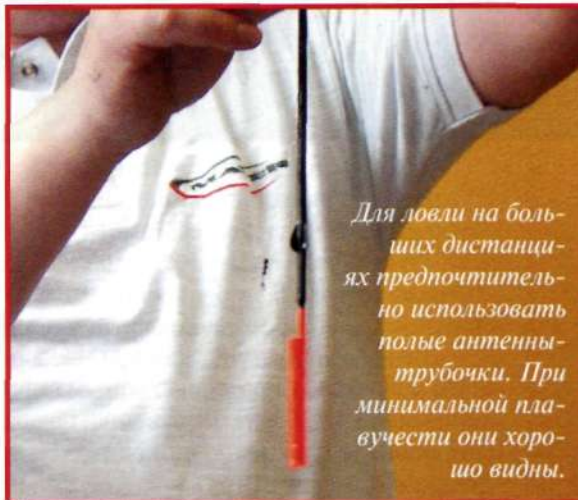 Для ловли на боль-
ших дистанци-
ях предпочтитель-
но использовать
полые антенны-
трубочки. При
минимальной пла-
вучести они хоро-
шо видны.